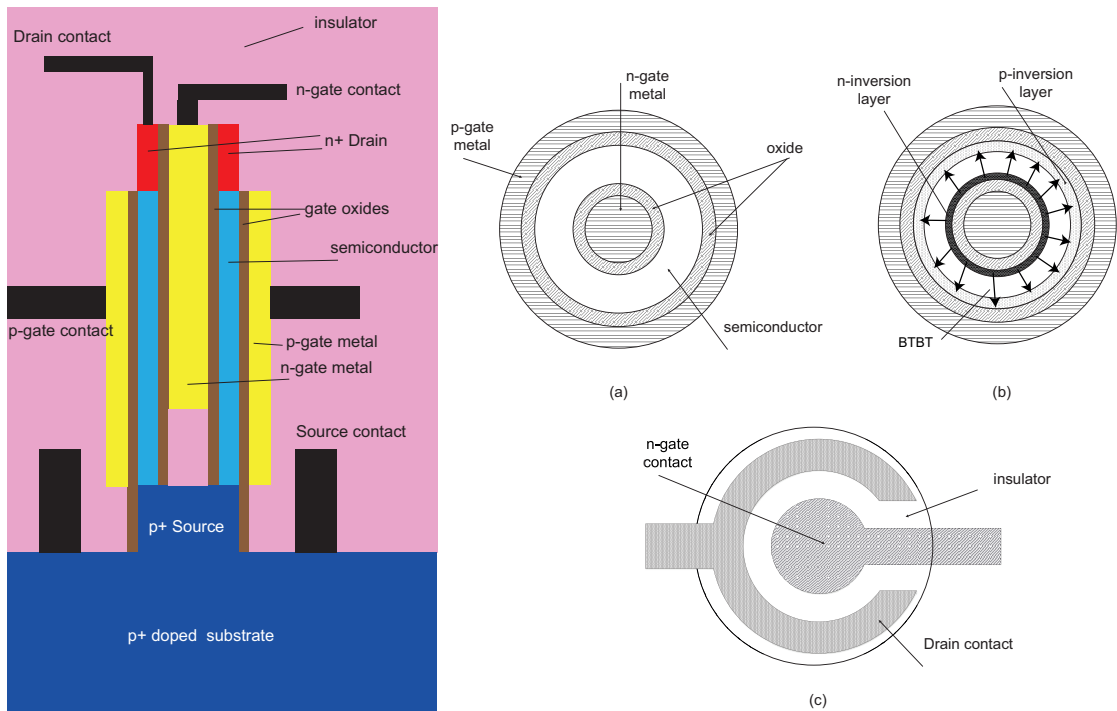 insulator
Drain contact
n-gate contact
n+ Drain
gate oxides
semiconductor
p-gate contact
p-gate metal
n-gate metal
Source contact
p+ Source
p+ doped substrate
n-gate
metal
p-gate
metal
oxide
semiconductor
(a)
n-inversion
layer
p-inversion
layer
BTBT
(b)
n-gate
contact
insulator
Drain contact
(c)